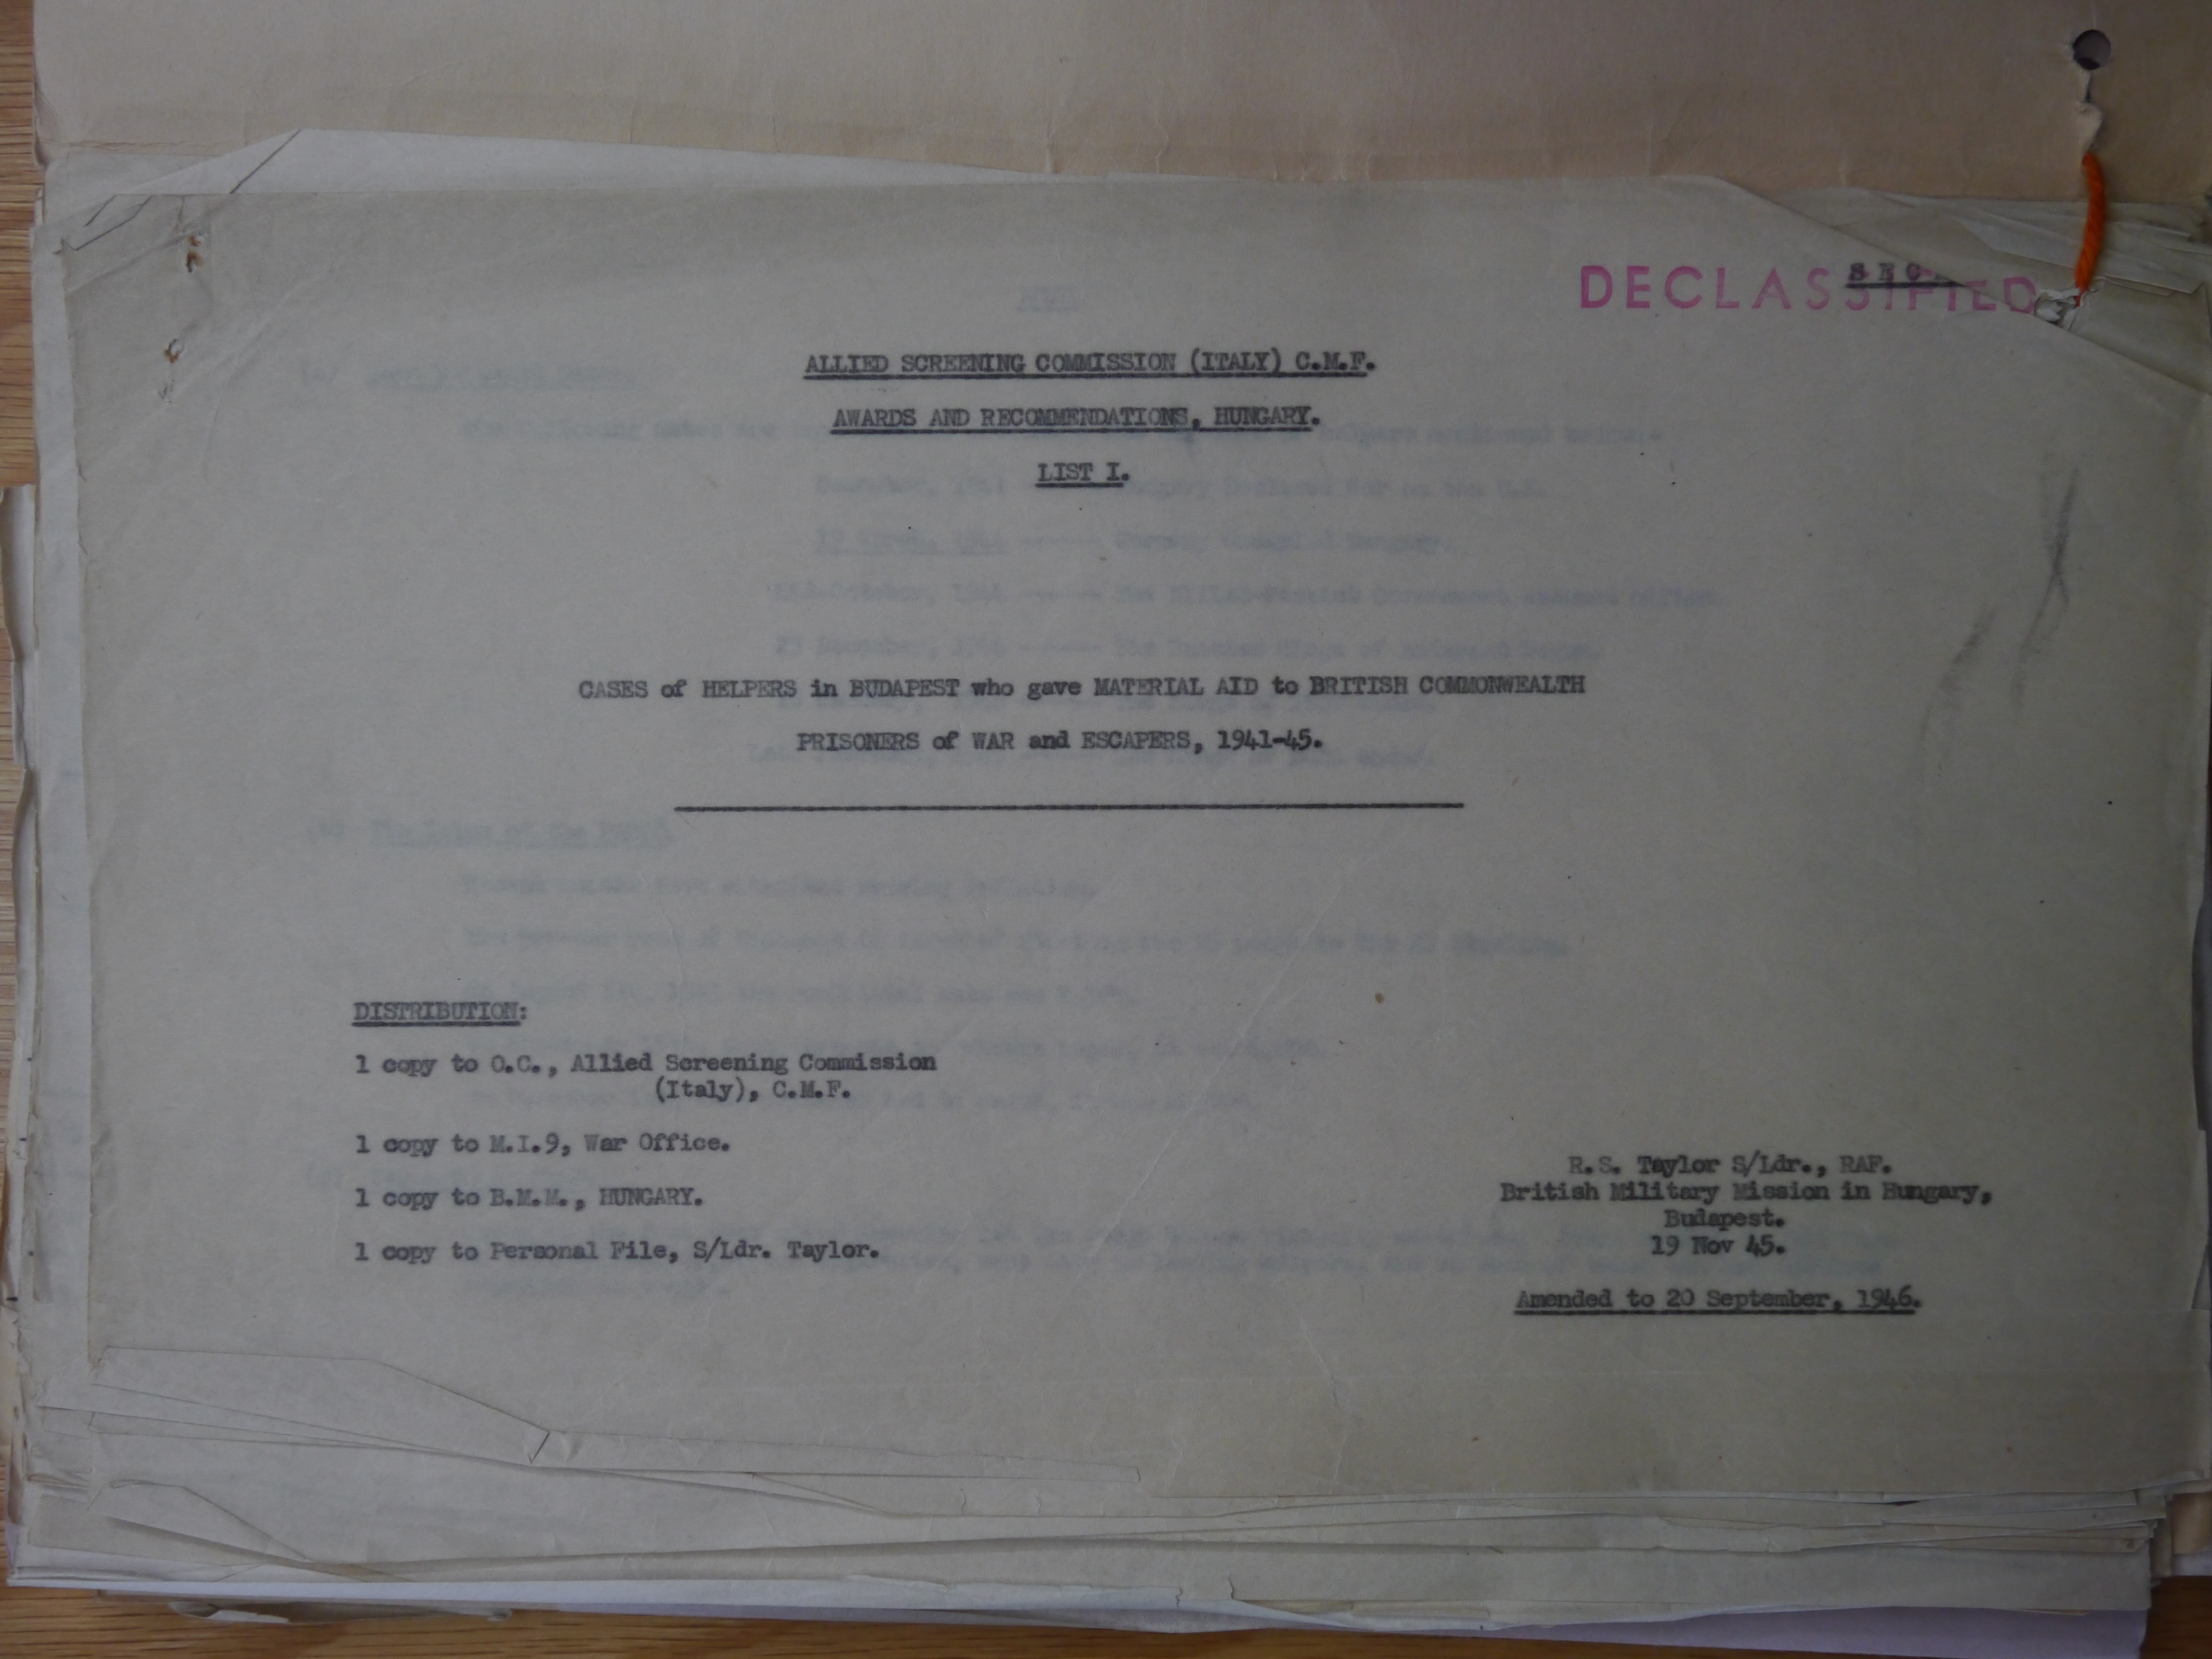 DECLASSIFIED
ALLIED SCREENING COMMISSION (ITALY) C.M.F.
AWARDS AND RECOMMENDATIONS, HUNGARY.
LIST I.
CASES of HELPERS in BUDAPEST who gave MATERIAL AID to BRITISH COMMONWEALTH
PRISONERS of WAR and ESCAPERS, 1941-45.
DISTRIBUTION:
1 copy to O.C., Allied Screening Commission
(Italy), C.M.F.
1 copy to M.I.9, War Office.
1 copy to B.M.M., HUNGARY.
1 copy to Personal File, S/Ldr. Taylor.
R.S. Taylor S/Ldr., RAF.
British Military Mission in Hungary,
Budapest.
19 Nov 45.
Amended to 20 September, 1946.